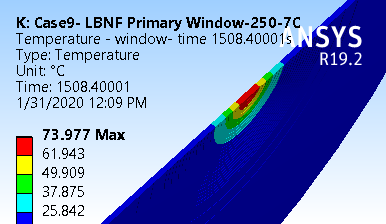 K: Case9- LBNF Primary Window-250-7C
Temperature - window- time 1508.40001s
Type: Temperature
Unit: °C
Time: 1508.40001
1/31/2020 12:09 PM
ANSYS
R19.2
73.977 Max
61.943
49.909
37.875
25.842